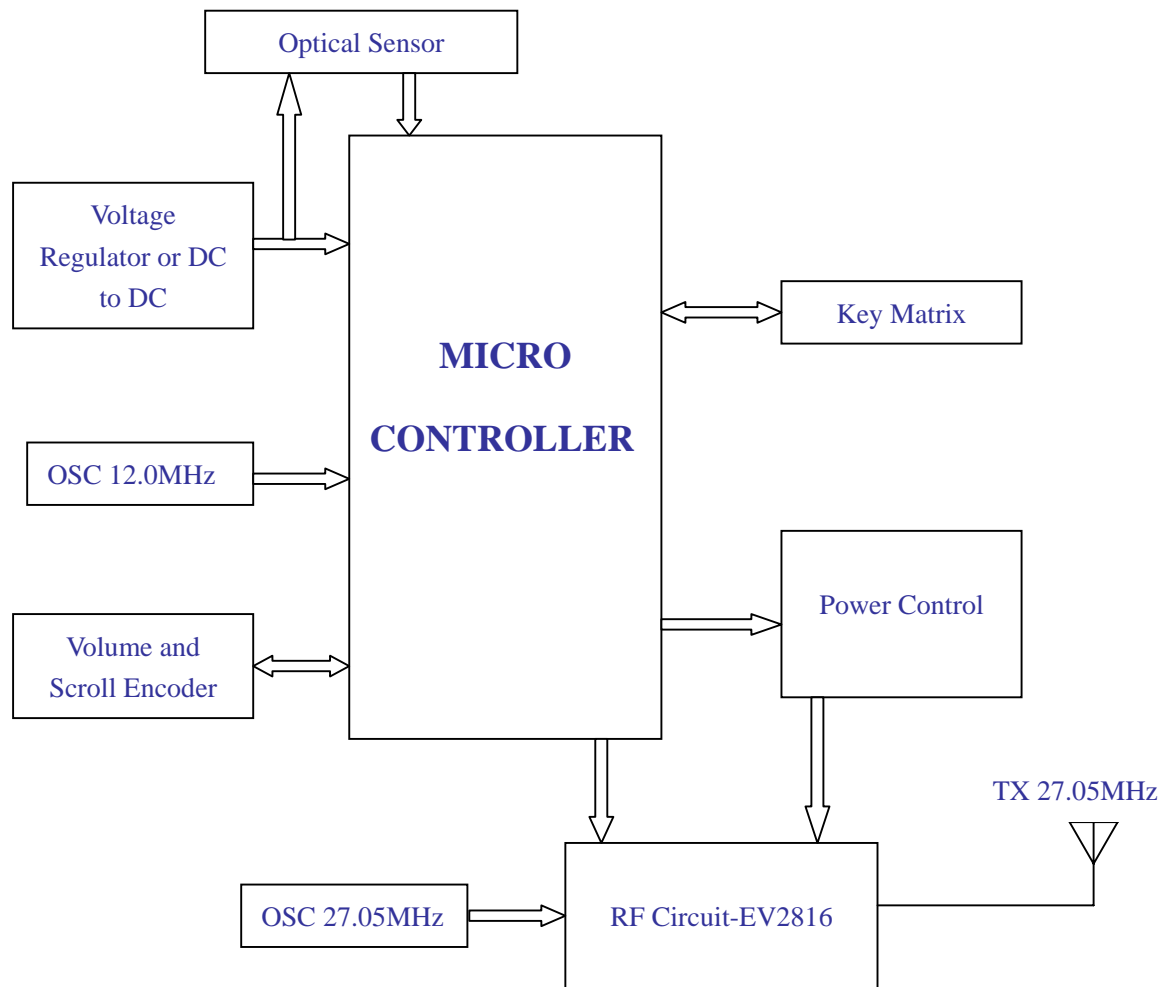 Optical Sensor
Voltage
Regulator or DC
to DC
MICRO
CONTROLLER
Key Matrix
OSC 12.0MHz
Power Control
Volume and
Scroll Encoder
TX 27.05MHz
OSC 27.05MHz
RF Circuit-EV2816